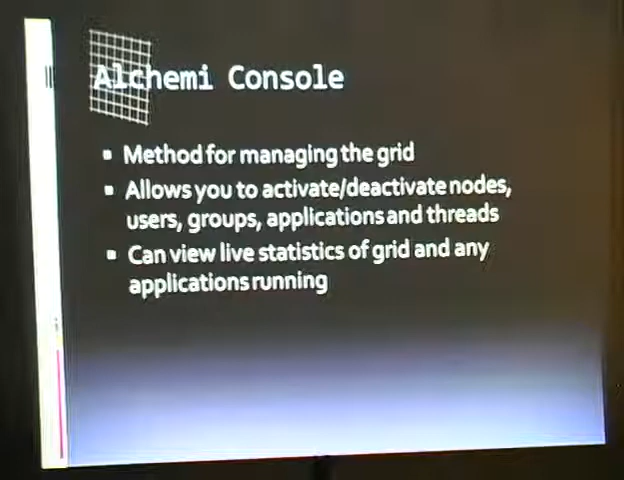 Alchemi Console
Method for managing the grid
Allows you to activate/deactivate nodes,
users, groups, applications and threads
Can view live statistics of grid and any
applications running